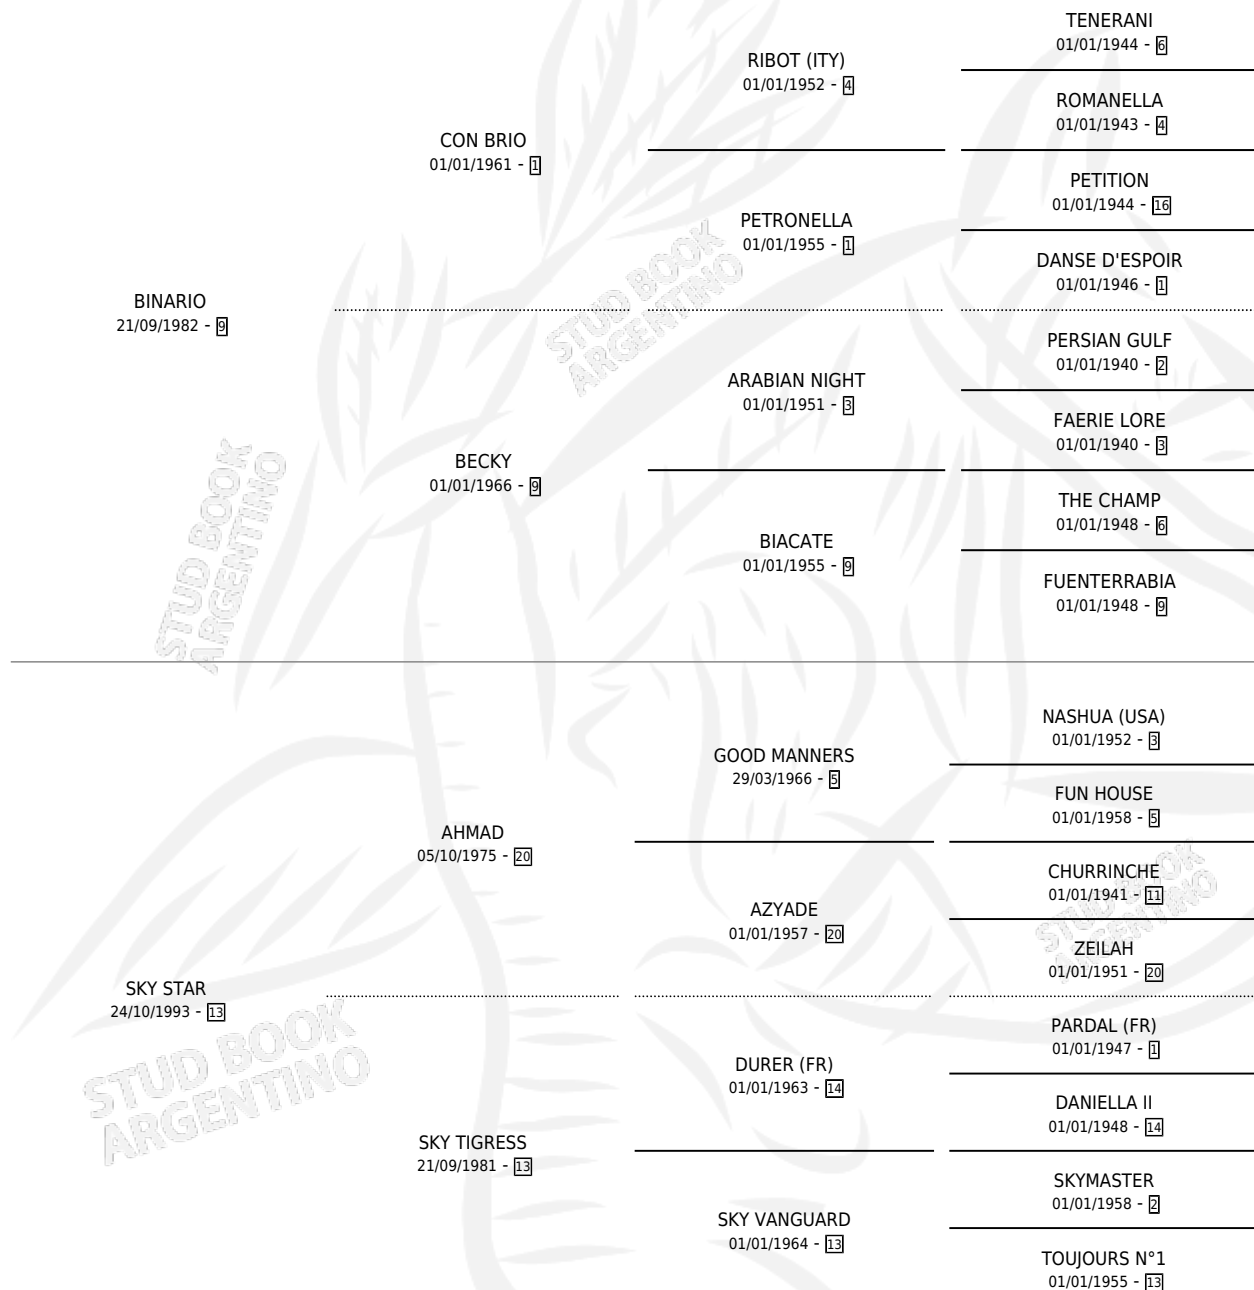 TENERANI
01/01/1944 - 6
RIBOT (ITY)
01/01/1952 - 4
ROMANELLA
01/01/1943 - 4
CON BRIO
01/01/1961 - 1
PETITION
01/01/1944 - 16
PETRONELLA
01/01/1955 - 1
DANSE D'ESPOIR
01/01/1946 - 1
BINARIO
21/09/1982 - 9
PERSIAN GULF
01/01/1940 - 2
ARABIAN NIGHT
01/01/1951 - 3
FAERIE LORE
01/01/1940 - 3
BECKY
01/01/1966 - 9
THE CHAMP
01/01/1948 - 6
BIACATE
01/01/1955 - 9
FUENTERRABIA
01/01/1948 - 9
NASHUA (USA)
01/01/1952 - 3
GOOD MANNERS
29/03/1966 - 5
FUN HOUSE
01/01/1958 - 5
AHMAD
05/10/1975 - 20
CHURRINCHE
01/01/1941 - 11
AZYADE
01/01/1957 - 20
ZEILAH
01/01/1951 - 20
SKY STAR
24/10/1993 - 13
PARDAL (FR)
01/01/1947 - 1
DURER (FR)
01/01/1963 - 14
DANIELLA II
01/01/1948 - 14
SKY TIGRESS
21/09/1981 - 13
SKYMASTER
01/01/1958 - 2
SKY VANGUARD
01/01/1964 - 13
TOUJOURS N°1
01/01/1955 - 13
STUD BOOK
ARGENTINO
STUD BOOK
ARGENTINO
STUD BOOK
ARGENTINO
STUD BOOK
ARGENTINO